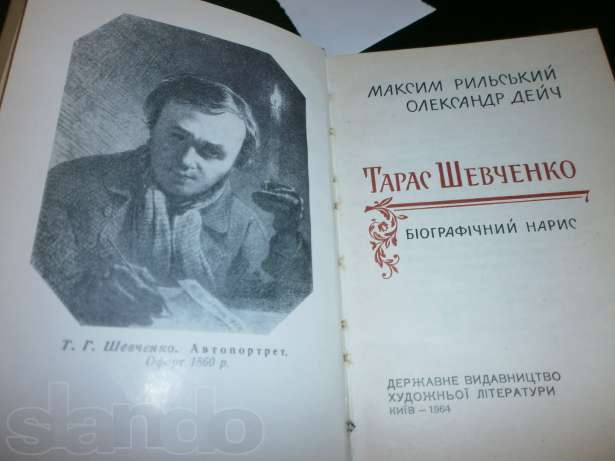 Т. Г. Шевченко. Автопортрет.
Офорт 1860 р.
МАКСИМ РИЛЬСЬКИЙ
ОЛЕКСАНДР ДЕЙЧ
ТАРАС ШЕВЧЕНКО
БІОГРАФІЧНИЙ НАРИС
ДЕРЖАВНЕ ВИДАВНИЦТВО
ХУДОЖНЬОЇ ЛІТЕРАТУРИ
КИЇВ — 1964
slando